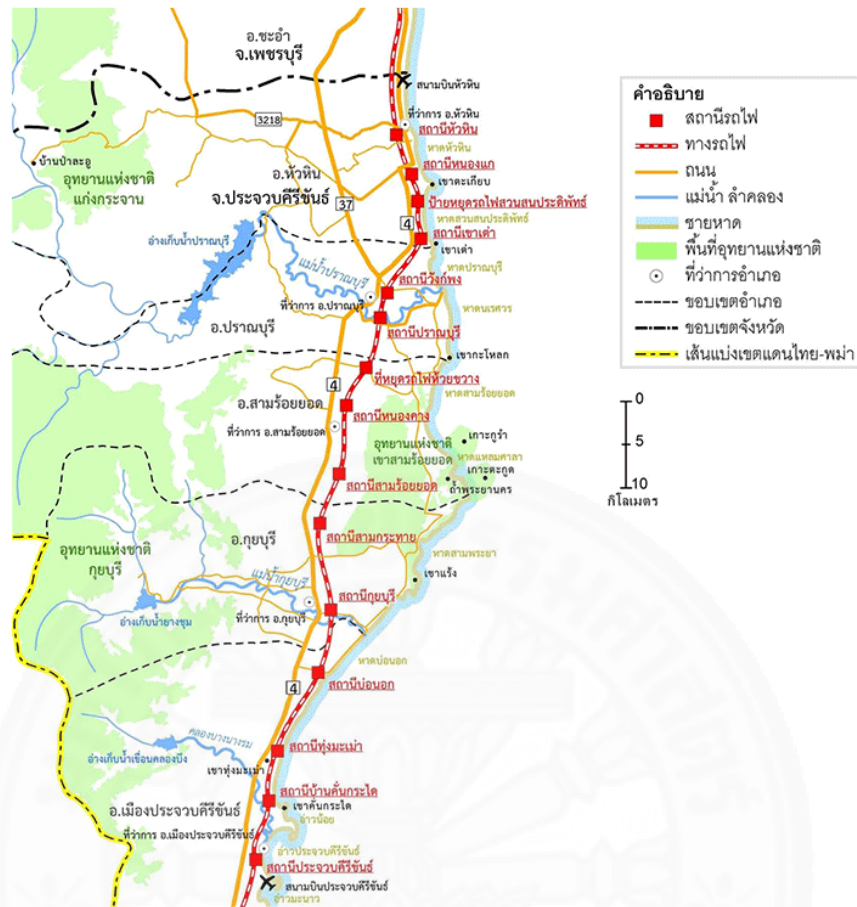 อ.ชะอำ
จ.เพชรบุรี
สนามบินหัวหิน
ที่ว่าการ อ.หัวหิน
3218
สถานีหัวหิน
หาดหัวหิน
บ้านป่าละอู
สถานีหนองแก
อ.หัวหิน
อุทยานแห่งชาติ
แก่งกระจาน
เขาตะเกียบ
จ.ประจวบคีรีขันธ์
37
ป้ายหยุดรถไฟสวนสนประดิพัทธ์
4
หาดสวนสนประดิพัทธ์
สถานีเขาเต่า
อ่างเก็บน้ำปราณบุรี
เขาเต่า
แม่น้ำปราณบุรี
หาดปราณบุรี
สถานีวังก์พง
ที่ว่าการ อ.ปราณบุรี
หาดนเรศวร
อ.ปราณบุรี
สถานีปราณบุรี
เขากะโหลก
ที่หยุดรถไฟห้วยขวาง
4
หาดสามร้อยยอด
อ.สามร้อยยอด
สถานีหนองคาง
ที่ว่าการ อ.สามร้อยยอด
อุทยานแห่งชาติ
เขาสามร้อยยอด
เกาะกูรำ
หาดแหลมศาลา
เกาะตะกูด
สถานีสามร้อยยอด
ถ้ำพระยานคร
สถานีสามกระทาย
อ.กุยบุรี
อุทยานแห่งชาติ
กุยบุรี
หาดสามพระยา
แม่น้ำกุยบุรี
เขาแร้ง
สถานีกุยบุรี
อ่างเก็บน้ำยางชุม
ที่ว่าการ อ.กุยบุรี
หาดบ่อนอก
สถานีบ่อนอก
4
คลองบางนางรม
สถานีทุ่งมะเม่า
อ่างเก็บน้ำเขื่อนคลองบึง
เขาทุ่งมะเม่า
สถานีบ้านคั่นกระได
เขาคั่นกระได
อ.เมืองประจวบคีรีขันธ์
อ่าวน้อย
ที่ว่าการ อ.เมืองประจวบคีรีขันธ์
อ่าวประจวบคีรีขันธ์
สถานีประจวบคีรีขันธ์
สนามบินประจวบคีรีขันธ์
อ่าวมะนาว
คำอธิบาย
สถานีรถไฟ
ทางรถไฟ
ถนน
แม่น้ำ ลำคลอง
ชายหาด
พื้นที่อุทยานแห่งชาติ
ที่ว่าการอำเภอ
ขอบเขตอำเภอ
ขอบเขตจังหวัด
เส้นแบ่งเขตแดนไทย-พม่า
0
5
10
กิโลเมตร